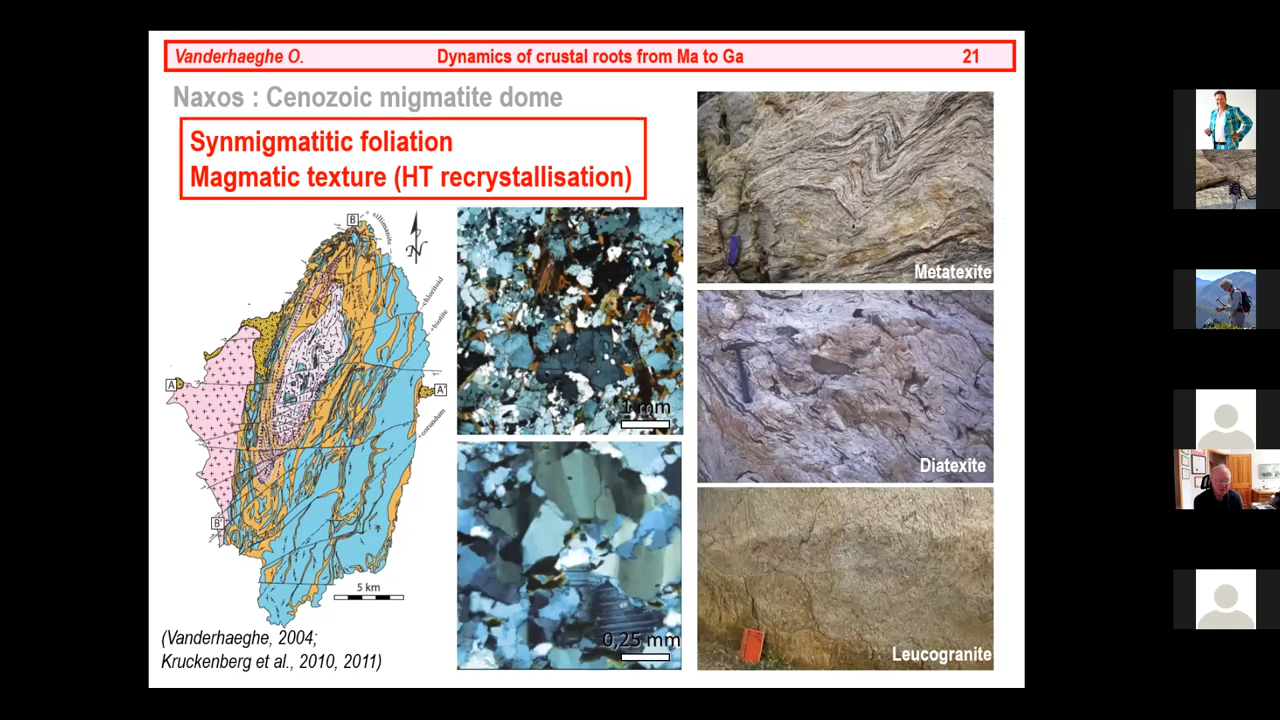 Vanderhaeghe O. Dynamics of crustal roots from Ma to Ga 21
Naxos : Cenozoic migmatite dome
Synmigmatitic foliation
Magmatic texture (HT recrystallisation)
B
sillimanite
N
+chloritoid
+biotite
A
A'
+corundum
B'
5 km
(Vanderhaeghe, 2004;
Kruckenberg et al., 2010, 2011)
1 mm
0,25 mm
Metatexite
Diatexite
Leucogranite